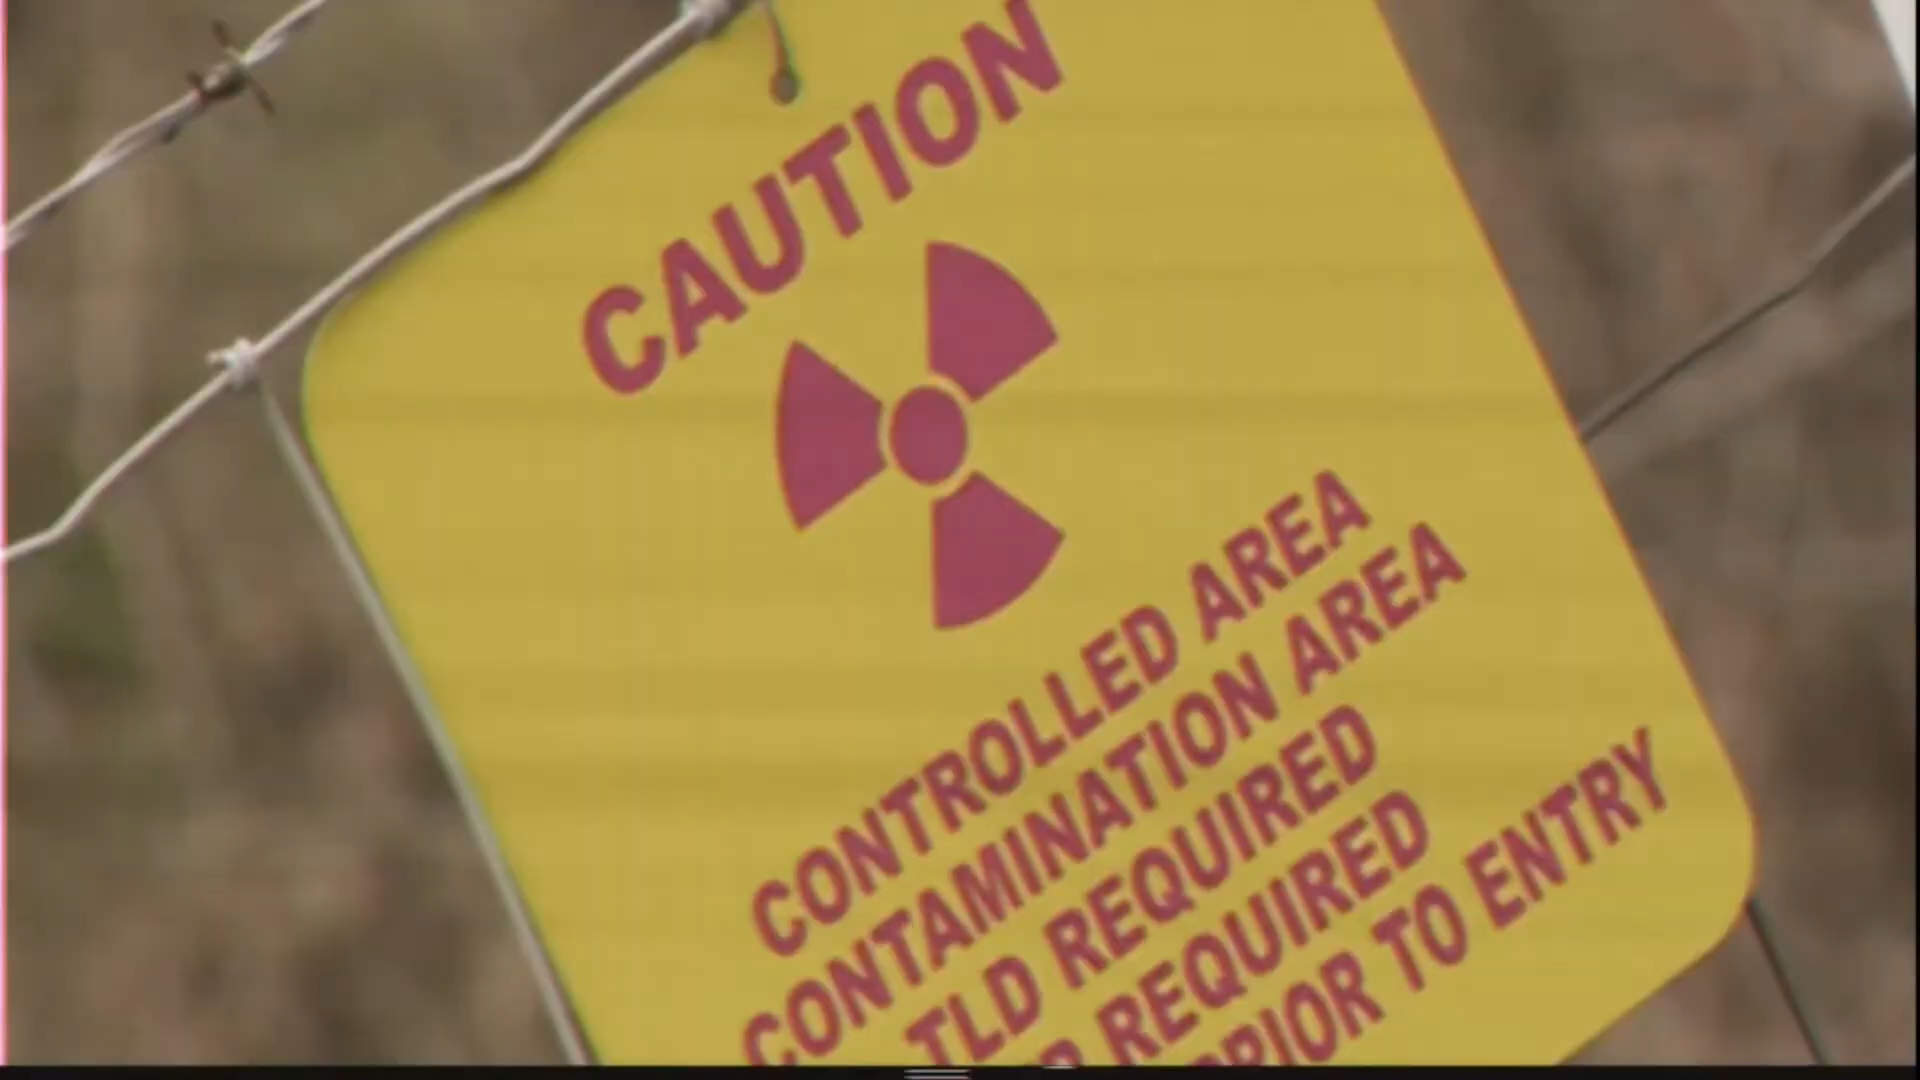 CAUTION
CONTROLLED AREA
CONTAMINATION AREA
TLD REQUIRED
REQUIRED
PRIOR TO ENTRY